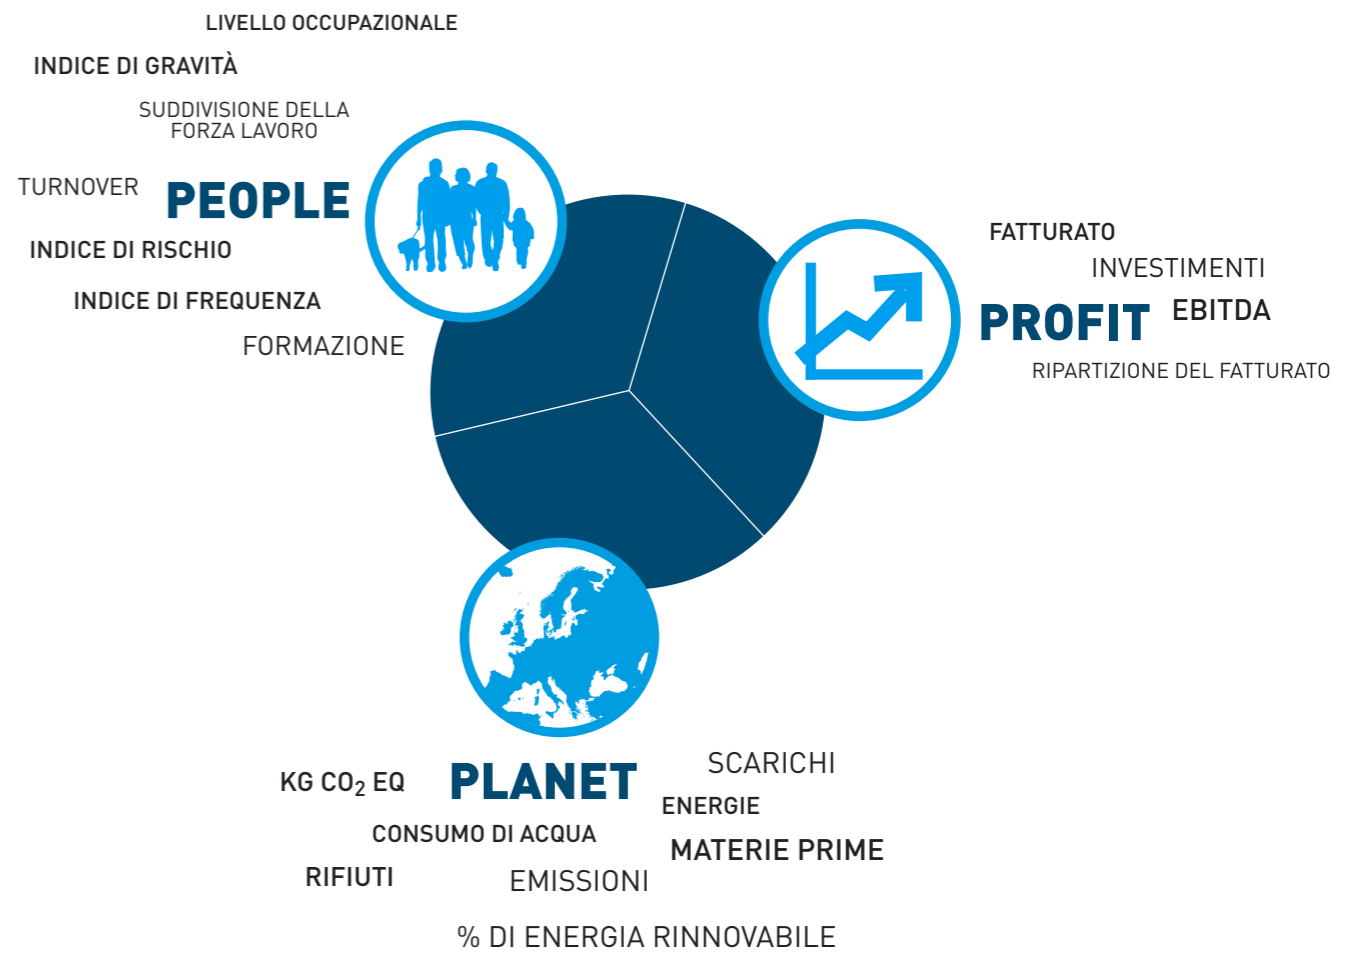 LIVELLO OCCUPAZIONALE
INDICE DI GRAVITÀ
SUDDIVISIONE DELLA
FORZA LAVORO
TURNOVER
PEOPLE
INDICE DI RISCHIO
INDICE DI FREQUENZA
FORMAZIONE
FATTURATO
INVESTIMENTI
PROFIT
EBITDA
RIPARTIZIONE DEL FATTURATO
KG CO₂ EQ
PLANET
SCARICHI
ENERGIE
CONSUMO DI ACQUA
MATERIE PRIME
RIFIUTI
EMISSIONI
% DI ENERGIA RINNOVABILE